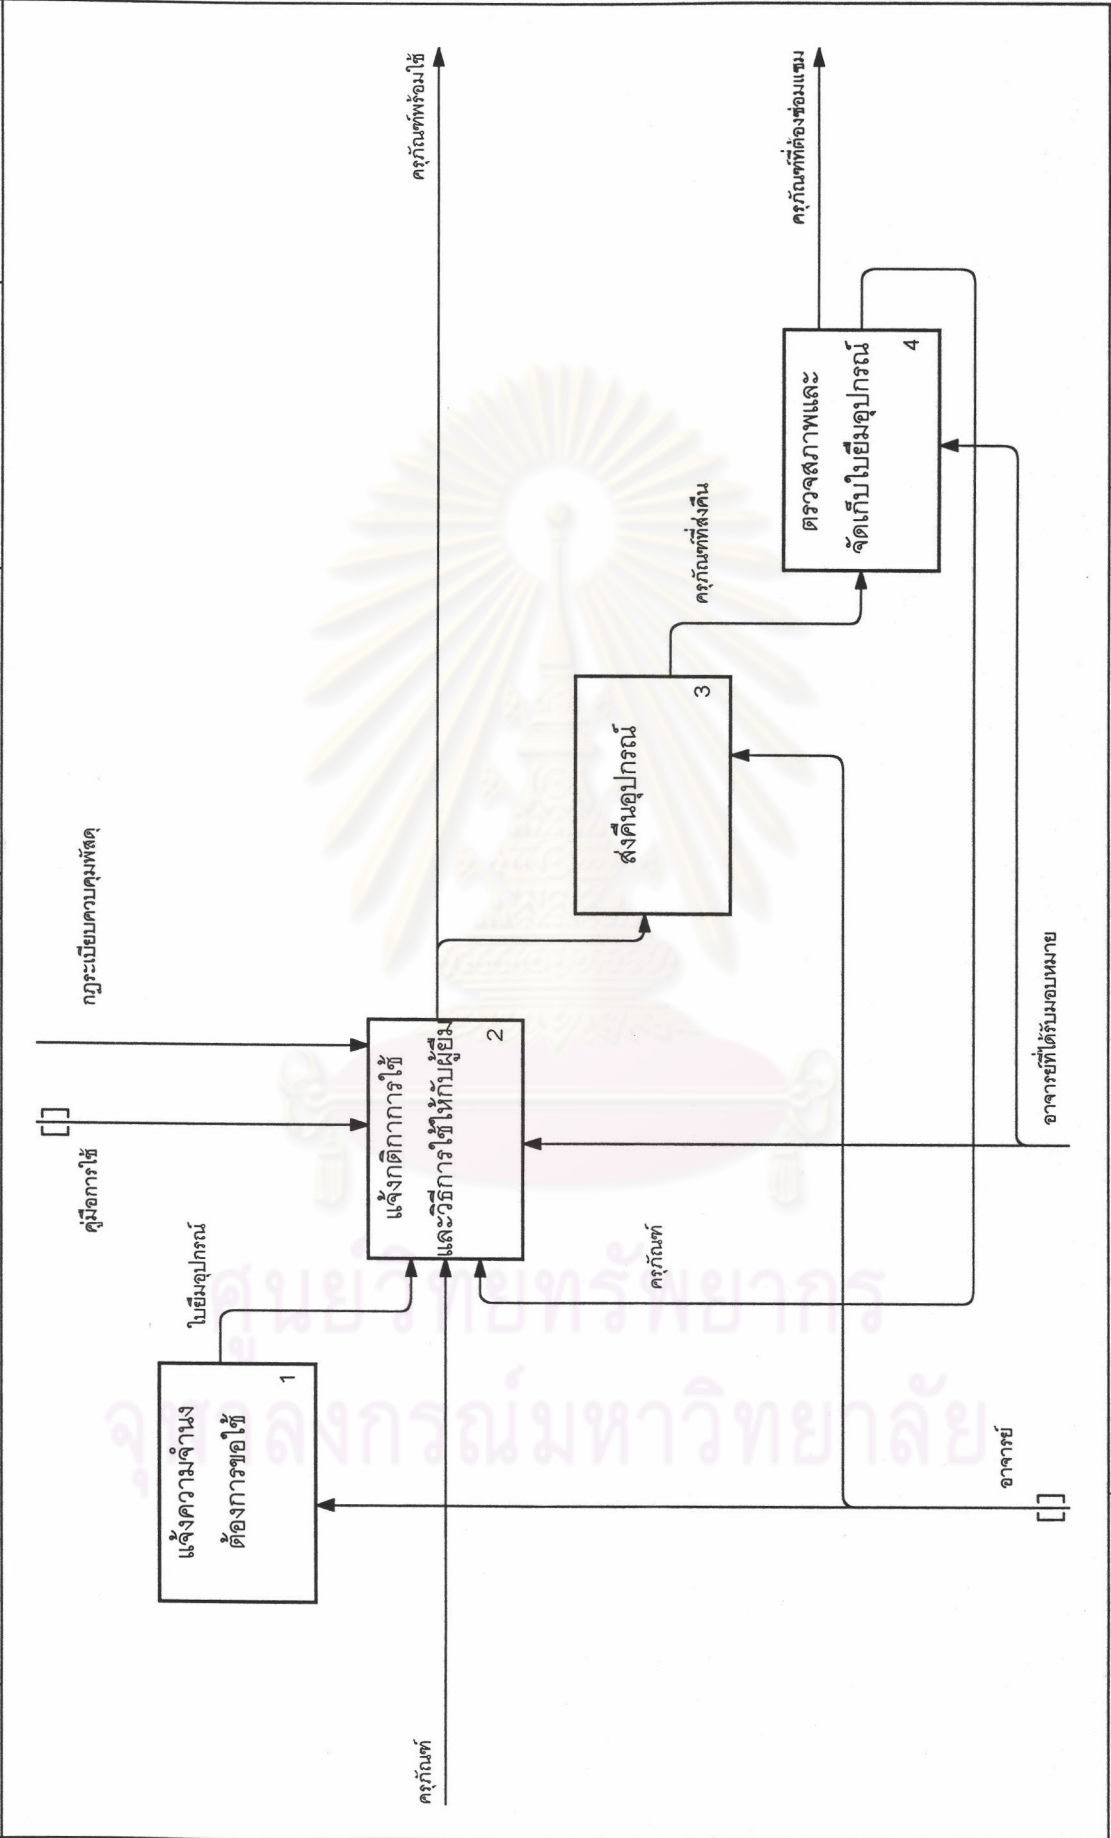 กฎระเบียบควบคุมพัสดุ
คู่มือการใช้
แจ้งความจำนง
ต้องการขอใช้
1
ใบยืมอุปกรณ์
ครุภัณฑ์
แจ้งกติกาการใช้
และวิธีการใช้ให้กับผู้ยืม
2
ครุภัณฑ์พร้อมใช้
ส่งคืนอุปกรณ์
3
ครุภัณฑ์
ครุภัณฑ์ที่ส่งคืน
ตรวจสภาพและ
จัดเก็บใบยืมอุปกรณ์
4
ครุภัณฑ์ที่ต้องซ่อมแซม
อาจารย์
อาจารย์ที่ได้รับมอบหมาย
ศูนย์วิทยทรัพยากร
จุฬาลงกรณ์มหาวิทยาลัย